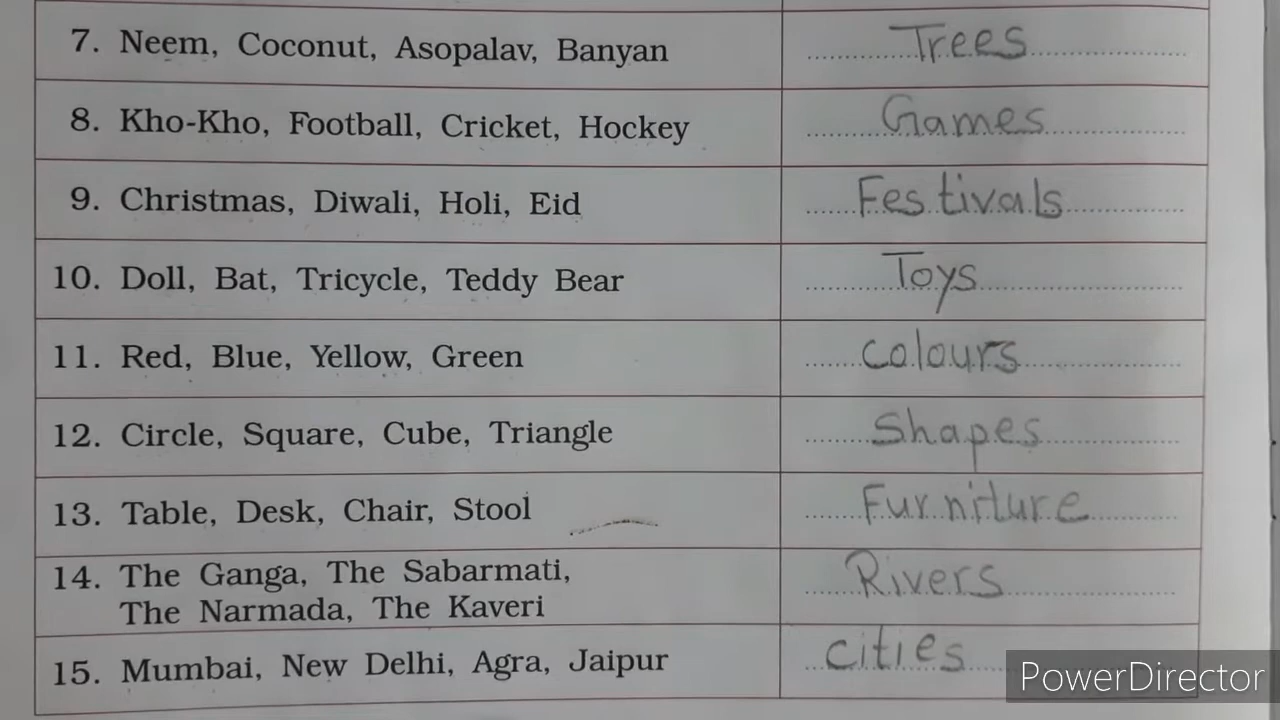 7. Neem, Coconut, Asopalav, Banyan Trees
8. Kho-Kho, Football, Cricket, Hockey Games
9. Christmas, Diwali, Holi, Eid Festivals
10. Doll, Bat, Tricycle, Teddy Bear Toys
11. Red, Blue, Yellow, Green colours
12. Circle, Square, Cube, Triangle Shapes
13. Table, Desk, Chair, Stool Furniture
14. The Ganga, The Sabarmati, Rivers
The Narmada, The Kaveri
15. Mumbai, New Delhi, Agra, Jaipur cities
PowerDirector